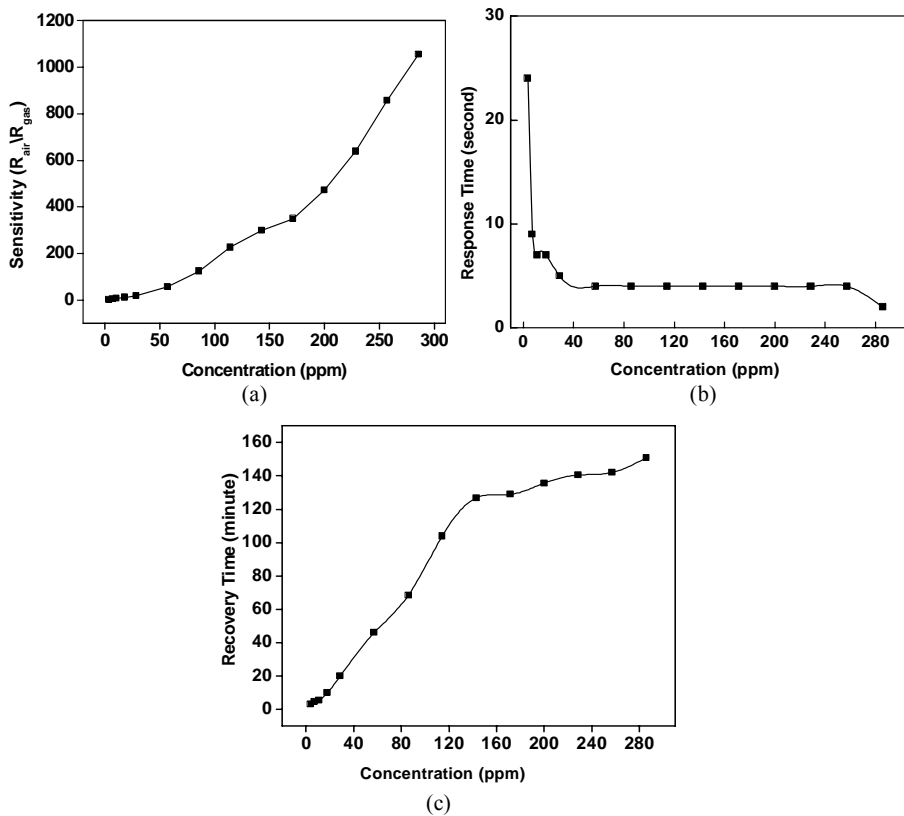 1200
1000
800
600
400
200
0
Sensitivity (R_air\R_gas)
0 50 100 150 200 250 300
Concentration (ppm)
(a)
30
20
10
0
Response Time (second)
0 40 80 120 160 200 240 280
Concentration (ppm)
(b)
160
140
120
100
80
60
40
20
0
Recovery Time (minute)
0 40 80 120 160 200 240 280
Concentration (ppm)
(c)